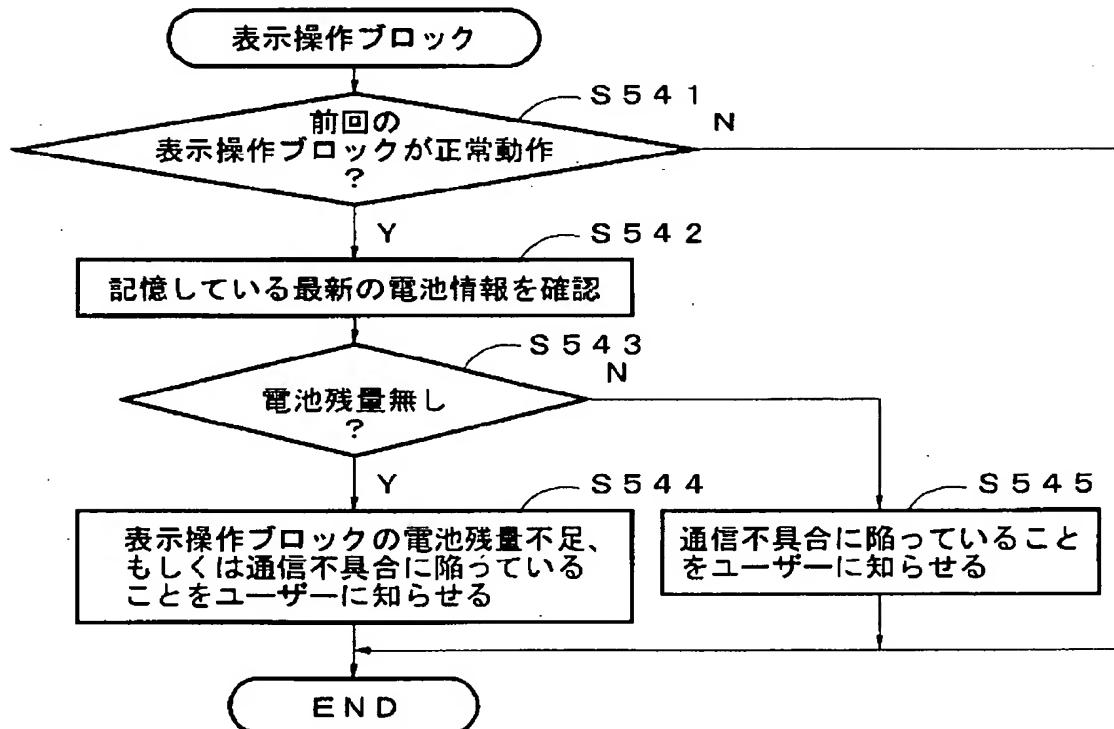 表示操作ブロック
S541
前回の
表示操作ブロックが正常動作
?
N
Y
S542
記憶している最新の電池情報を確認
S543
電池残量無し
?
N
Y
S544
表示操作ブロックの電池残量不足、
もしくは通信不具合に陥っている
ことをユーザーに知らせる
S545
通信不具合に陥っていること
をユーザーに知らせる
END